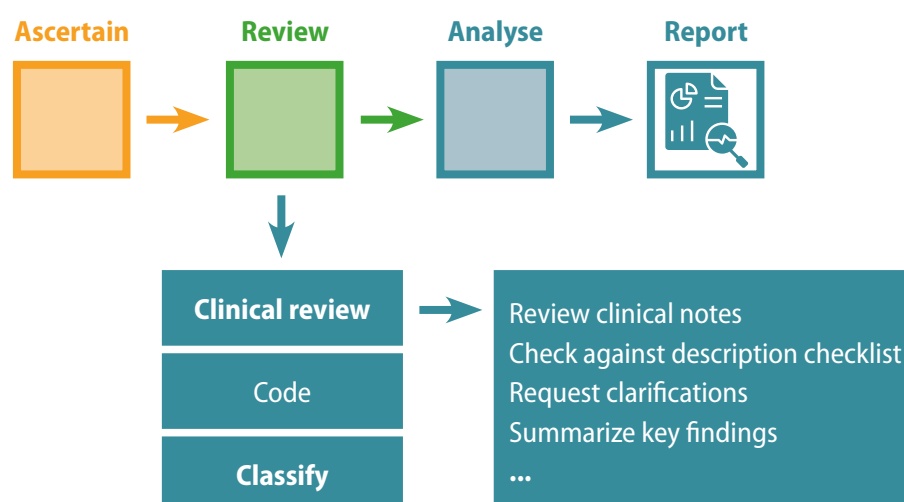 Ascertain
Review
Analyse
Report
Clinical review
Code
Classify
Review clinical notes
Check against description checklist
Request clarifications
Summarize key findings
...